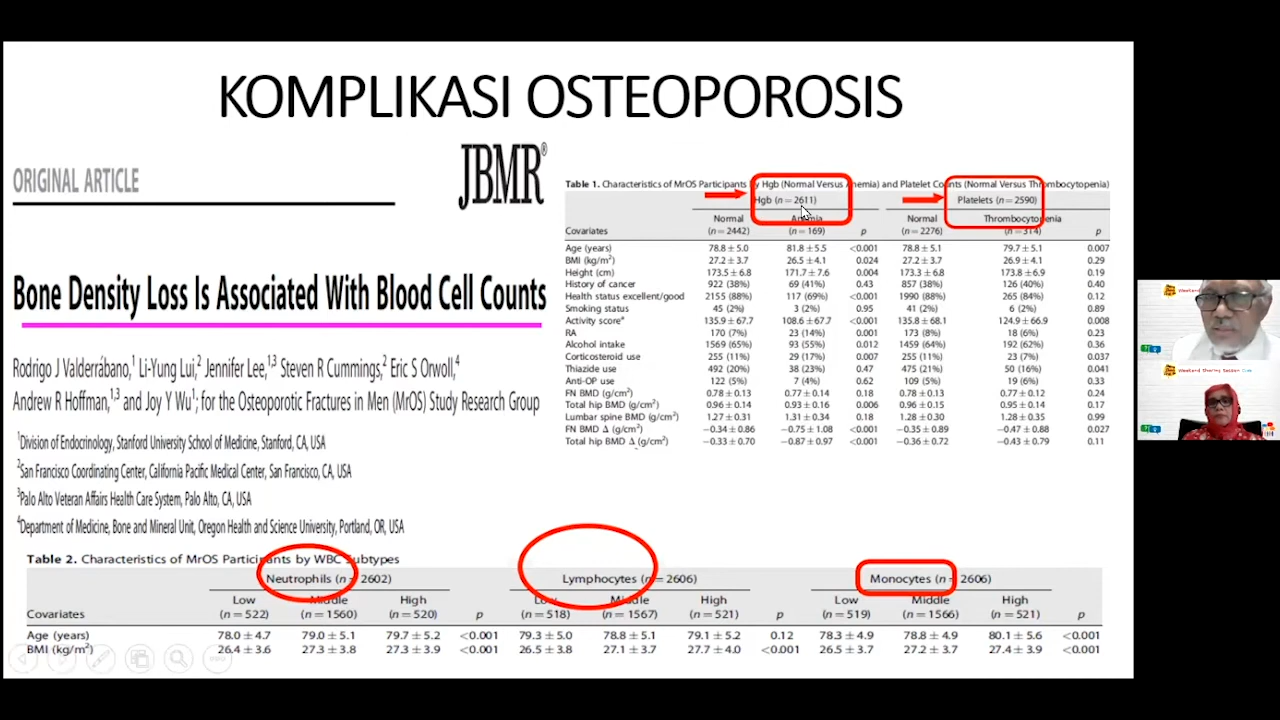 KOMPLIKASI OSTEOPOROSIS
ORIGINAL ARTICLE
JBMR®
Bone Density Loss Is Associated With Blood Cell Counts
Rodrigo J Valderrábano,¹ Li-Yung Lui,² Jennifer Lee,¹,³ Steven R Cummings,² Eric S Orwoll,⁴
Andrew R Hoffman,¹,³ and Joy Y Wu¹; for the Osteoporotic Fractures in Men (MrOS) Study Research Group
¹Division of Endocrinology, Stanford University School of Medicine, Stanford, CA, USA
²San Francisco Coordinating Center, California Pacific Medical Center, San Francisco, CA, USA
³Palo Alto Veteran Affairs Health Care System, Palo Alto, CA, USA
⁴Department of Medicine, Bone and Mineral Unit, Oregon Health and Science University, Portland, OR, USA
Table 1. Characteristics of MrOS Participants by Hgb (Normal Versus Anemia) and Platelet Counts (Normal Versus Thrombocytopenia)
Hgb (n = 2611) Platelets (n = 2590)
Normal Anemia Normal Thrombocytopenia
Covariates (n = 2442) (n = 169) p (n = 2276) (n = 314) p
Age (years) 78.8 ± 5.0 81.8 ± 5.5 <0.001 78.8 ± 5.1 79.7 ± 5.1 0.007
BMI (kg/m²) 27.2 ± 3.7 26.5 ± 4.1 0.024 27.2 ± 3.7 26.9 ± 4.1 0.29
Height (cm) 173.5 ± 6.8 171.7 ± 7.6 0.004 173.3 ± 6.8 173.8 ± 6.9 0.19
History of cancer 922 (38%) 69 (41%) 0.43 857 (38%) 126 (40%) 0.40
Health status excellent/good 2155 (88%) 117 (69%) <0.001 1990 (88%) 265 (84%) 0.12
Smoking status 45 (2%) 3 (2%) 0.95 41 (2%) 6 (2%) 0.89
Activity scoreᵃ 135.9 ± 67.7 108.6 ± 67.7 <0.001 135.8 ± 68.1 124.9 ± 66.9 0.008
RA 170 (7%) 23 (14%) <0.001 173 (8%) 18 (6%) 0.23
Alcohol intake 1569 (65%) 93 (55%) 0.012 1459 (64%) 192 (62%) 0.36
Corticosteroid use 255 (11%) 29 (17%) 0.007 255 (11%) 23 (7%) 0.037
Thiazide use 492 (20%) 38 (23%) 0.47 475 (21%) 50 (16%) 0.041
Anti-OP use 122 (5%) 7 (4%) 0.62 109 (5%) 19 (6%) 0.33
FN BMD (g/cm²) 0.78 ± 0.13 0.77 ± 0.14 0.18 0.78 ± 0.13 0.77 ± 0.12 0.24
Total hip BMD (g/cm²) 0.96 ± 0.14 0.93 ± 0.16 0.006 0.96 ± 0.15 0.95 ± 0.14 0.17
Lumbar spine BMD (g/cm²) 1.27 ± 0.31 1.31 ± 0.34 0.18 1.28 ± 0.30 1.28 ± 0.35 0.99
FN BMD Δ (g/cm²) −0.34 ± 0.86 −0.75 ± 1.08 <0.001 −0.35 ± 0.89 −0.47 ± 0.88 0.027
Total hip BMD Δ (g/cm²) −0.33 ± 0.70 −0.87 ± 0.97 <0.001 −0.36 ± 0.72 −0.43 ± 0.79 0.11
Table 2. Characteristics of MrOS Participants by WBC Subtypes
Neutrophils (n = 2602) Lymphocytes (n = 2606) Monocytes (n = 2606)
Low Middle High Low Middle High Low Middle High
Covariates (n = 522) (n = 1560) (n = 520) p (n = 518) (n = 1567) (n = 521) p (n = 519) (n = 1566) (n = 521) p
Age (years) 78.0 ± 4.7 79.0 ± 5.1 79.7 ± 5.2 <0.001 79.3 ± 5.0 78.8 ± 5.1 79.1 ± 5.2 0.12 78.3 ± 4.9 78.8 ± 4.9 80.1 ± 5.6 <0.001
BMI (kg/m²) 26.4 ± 3.6 27.3 ± 3.8 27.3 ± 3.9 <0.001 26.5 ± 3.8 27.1 ± 3.7 27.7 ± 4.0 <0.001 26.5 ± 3.7 27.2 ± 3.7 27.4 ± 3.9 <0.001